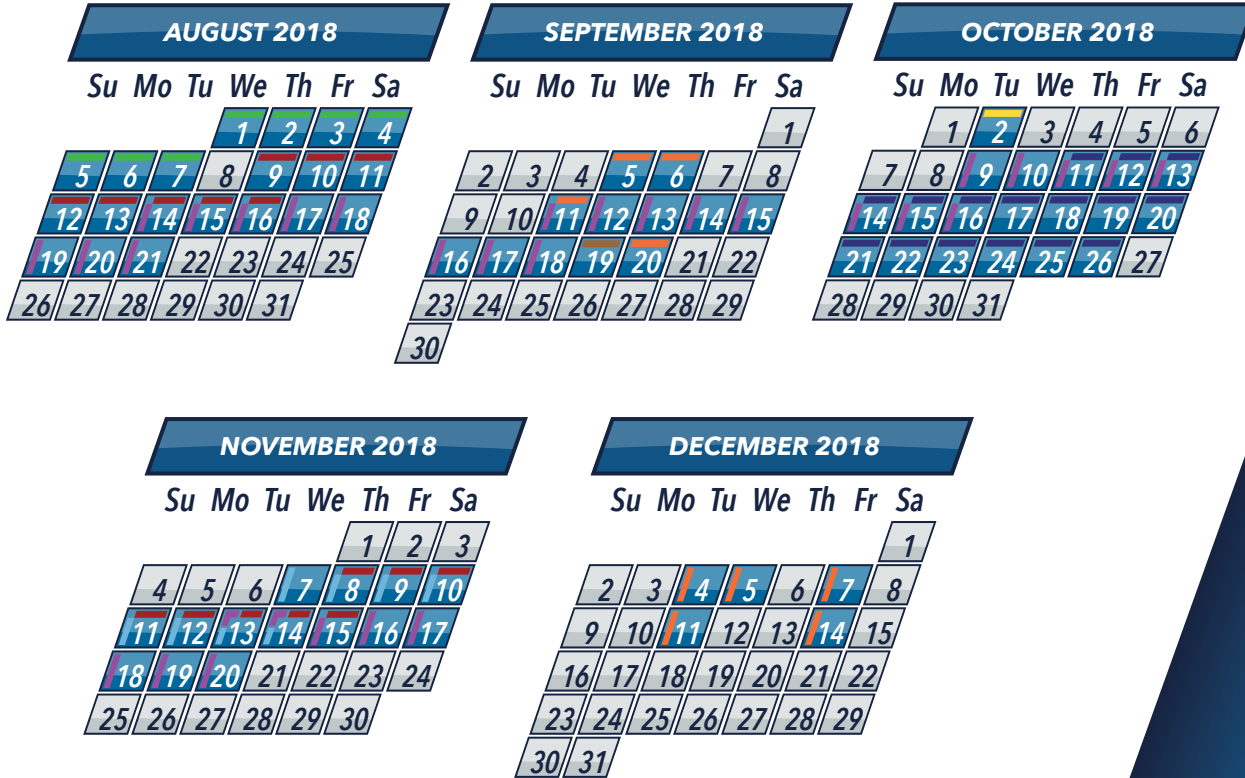 AUGUST 2018
Su Mo Tu We Th Fr Sa
1 2 3 4
5 6 7 8 9 10 11
12 13 14 15 16 17 18
19 20 21 22 23 24 25
26 27 28 29 30 31
SEPTEMBER 2018
Su Mo Tu We Th Fr Sa
1
2 3 4 5 6 7 8
9 10 11 12 13 14 15
16 17 18 19 20 21 22
23 24 25 26 27 28 29
30
OCTOBER 2018
Su Mo Tu We Th Fr Sa
1 2 3 4 5 6
7 8 9 10 11 12 13
14 15 16 17 18 19 20
21 22 23 24 25 26 27
28 29 30 31
NOVEMBER 2018
Su Mo Tu We Th Fr Sa
1 2 3
4 5 6 7 8 9 10
11 12 13 14 15 16 17
18 19 20 21 22 23 24
25 26 27 28 29 30
DECEMBER 2018
Su Mo Tu We Th Fr Sa
1
2 3 4 5 6 7 8
9 10 11 12 13 14 15
16 17 18 19 20 21 22
23 24 25 26 27 28 29
30 31